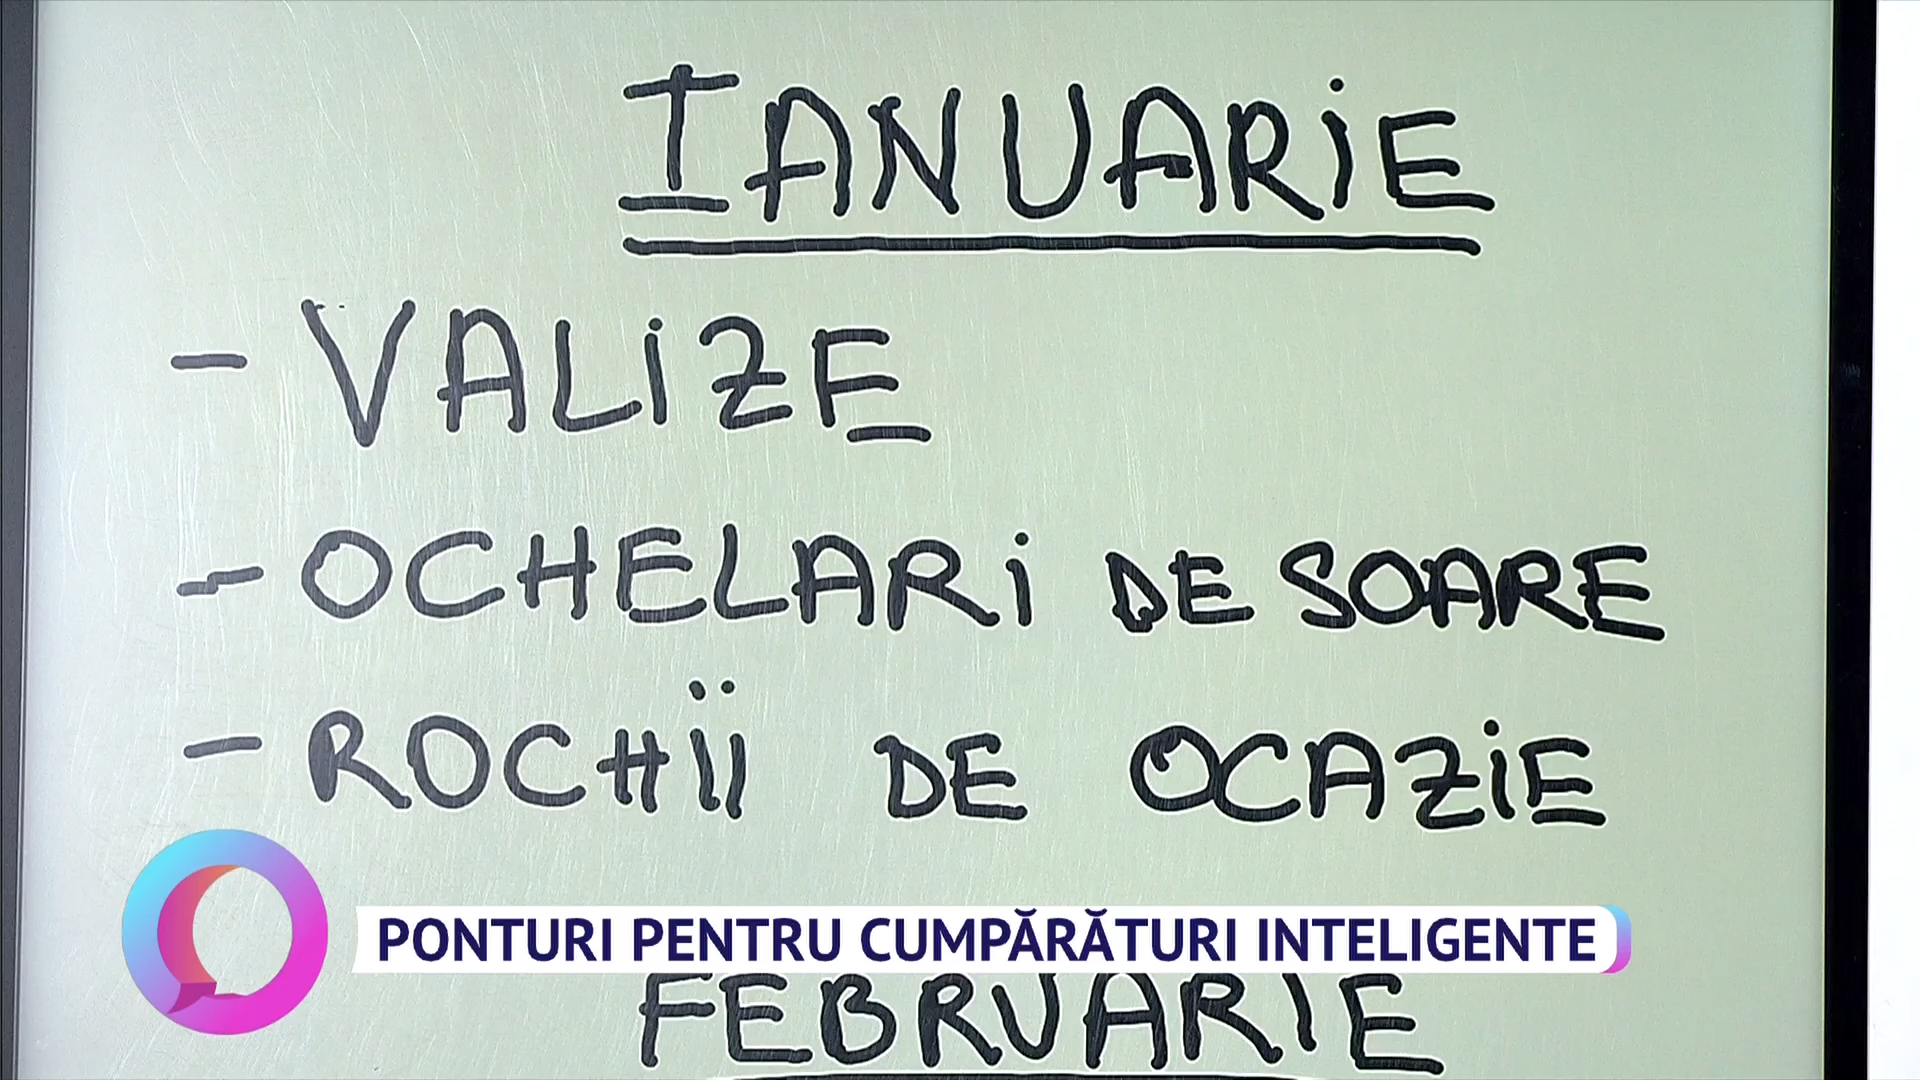 IANUARiE
- VALiZE
- OCHELARi DE SOARE
- ROCHii DE OCAZiE
PONTURI PENTRU CUMPĂRĂTURI INTELIGENTE
FEBRUARIE